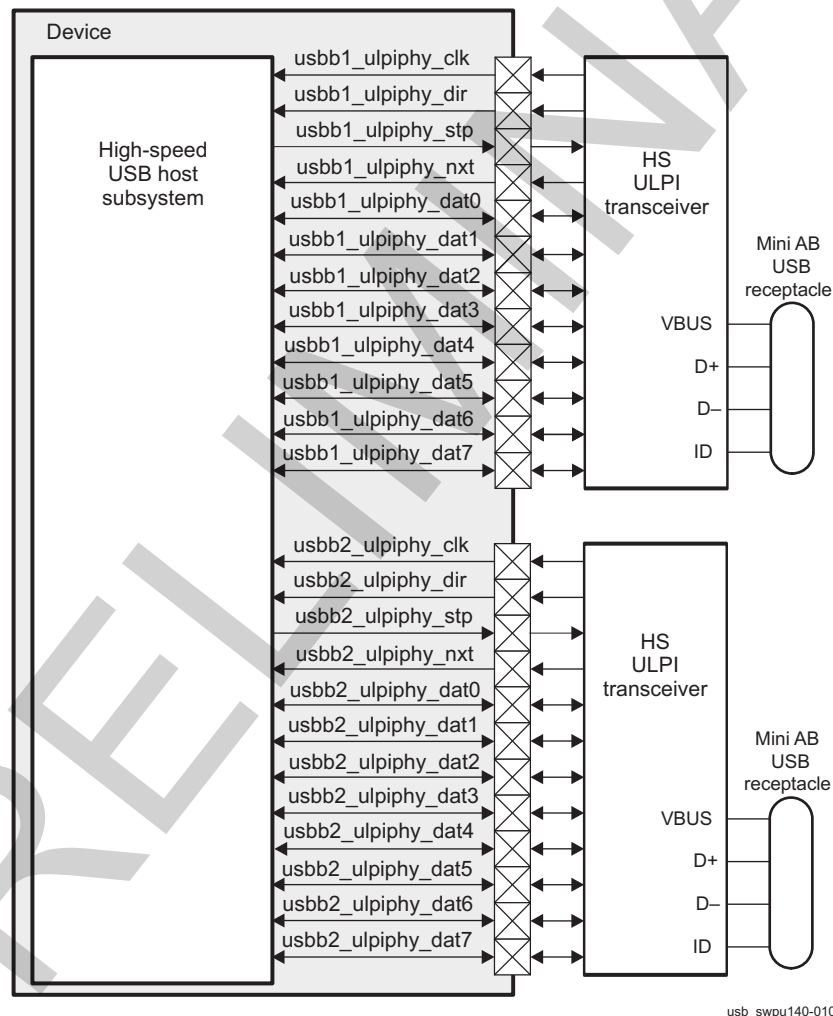 Device
High-speed
USB host
subsystem
usbb1_ulpiphy_clk
usbb1_ulpiphy_dir
usbb1_ulpiphy_stp
usbb1_ulpiphy_nxt
usbb1_ulpiphy_dat0
usbb1_ulpiphy_dat1
usbb1_ulpiphy_dat2
usbb1_ulpiphy_dat3
usbb1_ulpiphy_dat4
usbb1_ulpiphy_dat5
usbb1_ulpiphy_dat6
usbb1_ulpiphy_dat7
HS
ULPI
transceiver
VBUS
D+
D–
ID
Mini AB
USB
receptacle
usbb2_ulpiphy_clk
usbb2_ulpiphy_dir
usbb2_ulpiphy_stp
usbb2_ulpiphy_nxt
usbb2_ulpiphy_dat0
usbb2_ulpiphy_dat1
usbb2_ulpiphy_dat2
usbb2_ulpiphy_dat3
usbb2_ulpiphy_dat4
usbb2_ulpiphy_dat5
usbb2_ulpiphy_dat6
usbb2_ulpiphy_dat7
HS
ULPI
transceiver
VBUS
D+
D–
ID
Mini AB
USB
receptacle
usb_swpu140-010